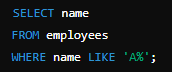 SELECT name
FROM employees
WHERE name LIKE 'A%';